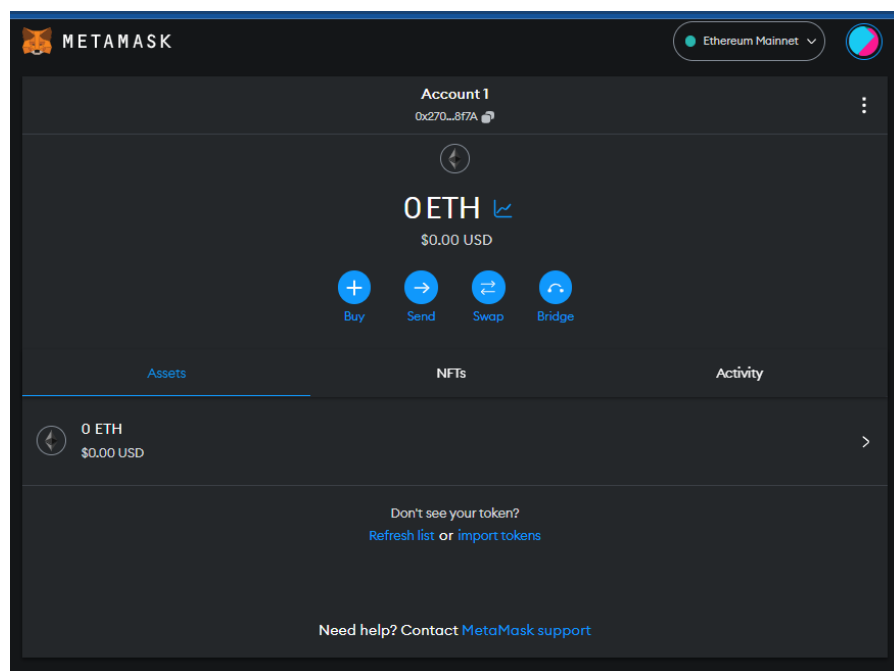 METAMASK
Ethereum Mainnet
Account 1
0x270...8f7A
0 ETH
$0.00 USD
Buy
Send
Swap
Bridge
Assets
NFTs
Activity
0 ETH
$0.00 USD
Don't see your token?
Refresh list or import tokens
Need help? Contact MetaMask support